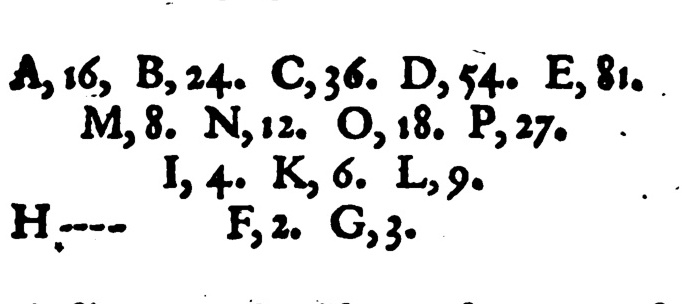 A, 16, B, 24. C, 36. D, 54. E, 81.
M, 8. N, 12. O, 18. P, 27.
I, 4. K, 6. L, 9.
H.---- F, 2. G, 3.